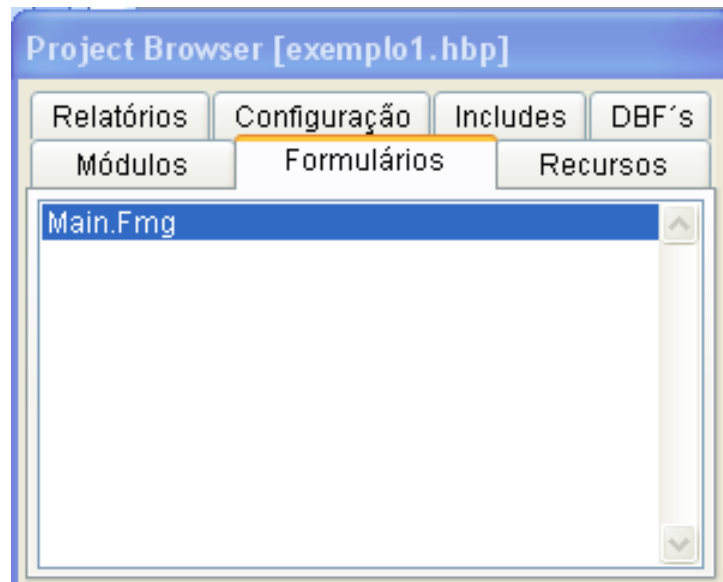 Project Browser [exemplo1.hbp]
Relatórios Configuração Includes DBF´s
Módulos Formulários Recursos
Main.Fmg